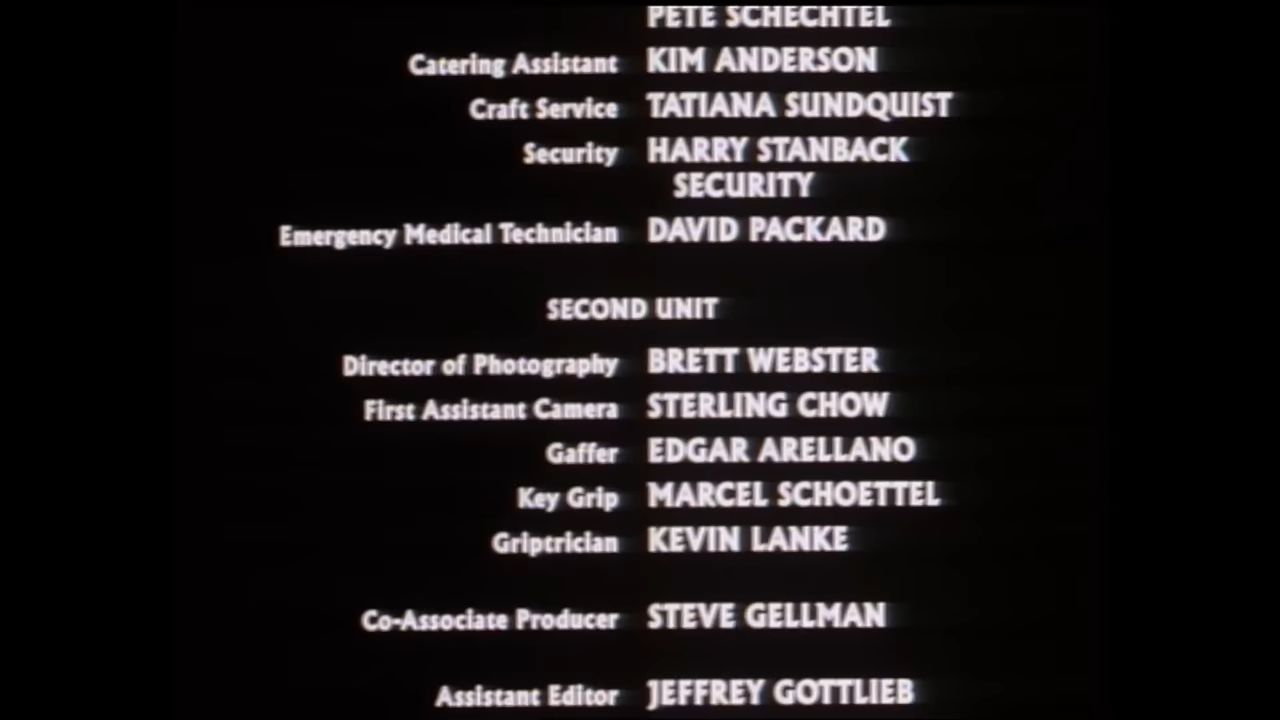 PETE SCHECHTEL
Catering Assistant KIM ANDERSON
Craft Service TATIANA SUNDQUIST
Security HARRY STANBACK
SECURITY
Emergency Medical Technician DAVID PACKARD
SECOND UNIT
Director of Photography BRETT WEBSTER
First Assistant Camera STERLING CHOW
Gaffer EDGAR ARELLANO
Key Grip MARCEL SCHOETTEL
Griptrician KEVIN LANKE
Co-Associate Producer STEVE GELLMAN
Assistant Editor JEFFREY GOTTLIEB